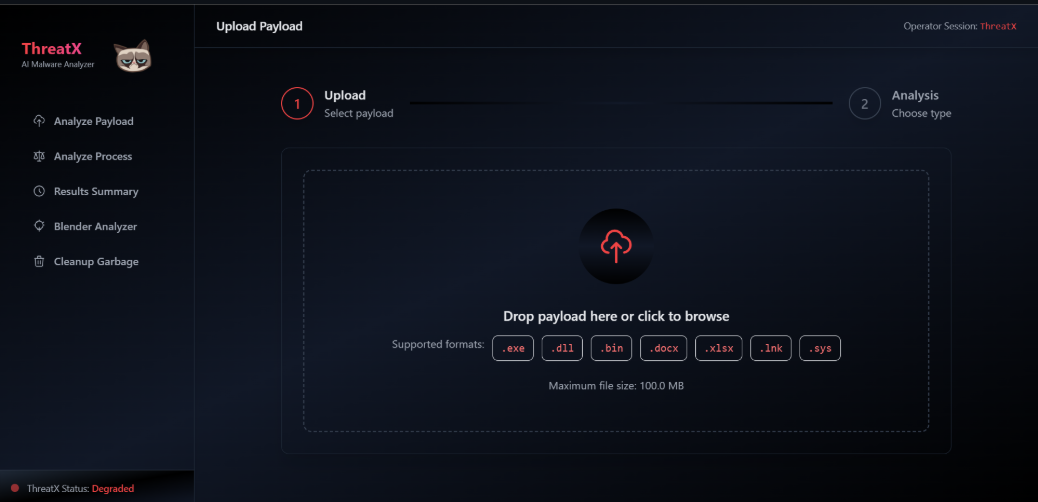 ThreatX
AI Malware Analyzer
Analyze Payload
Analyze Process
Results Summary
Blender Analyzer
Cleanup Garbage
ThreatX Status: Degraded
Upload Payload
Operator Session: ThreatX
1
Upload
Select payload
2
Analysis
Choose type
Drop payload here or click to browse
Supported formats: .exe .dll .bin .docx .xlsx .lnk .sys
Maximum file size: 100.0 MB